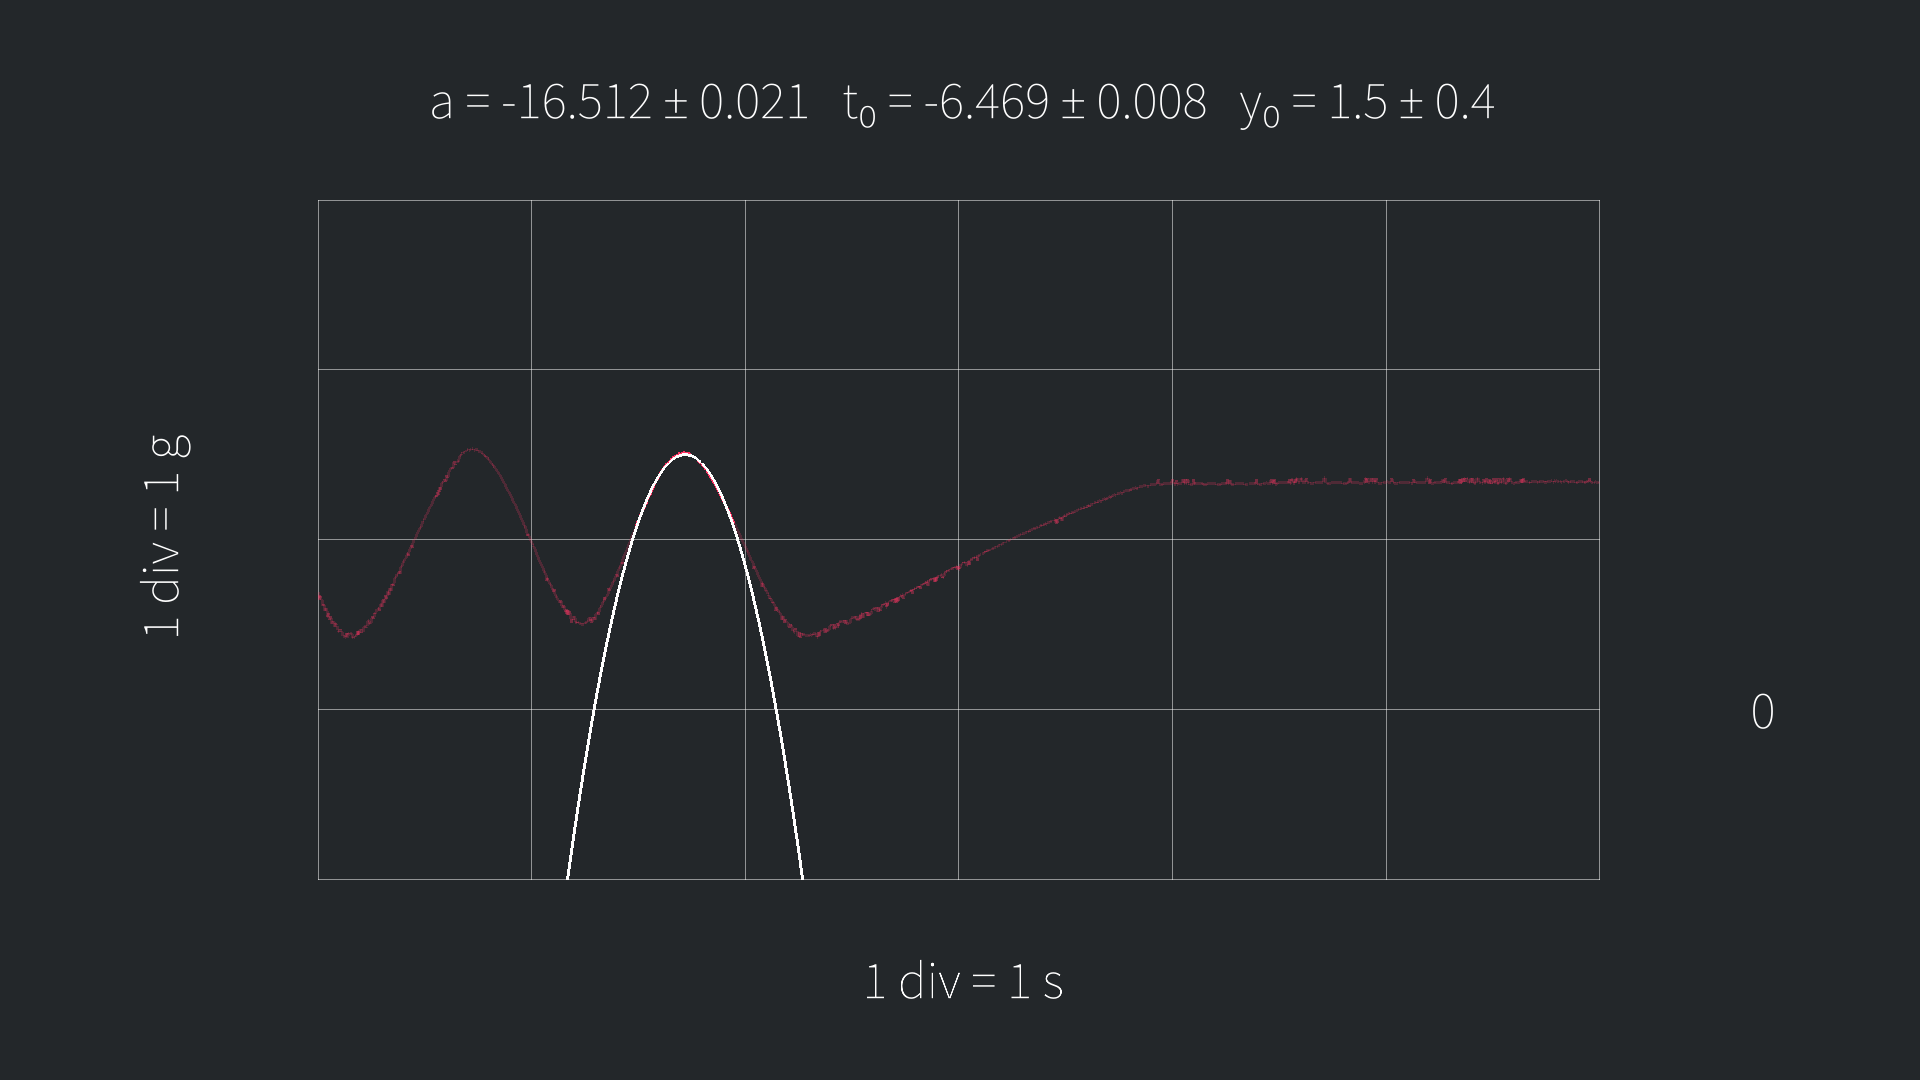 a = -16.512 ± 0.021 t₀ = -6.469 ± 0.008 y₀ = 1.5 ± 0.4
1 div = 1 g
0
1 div = 1 s